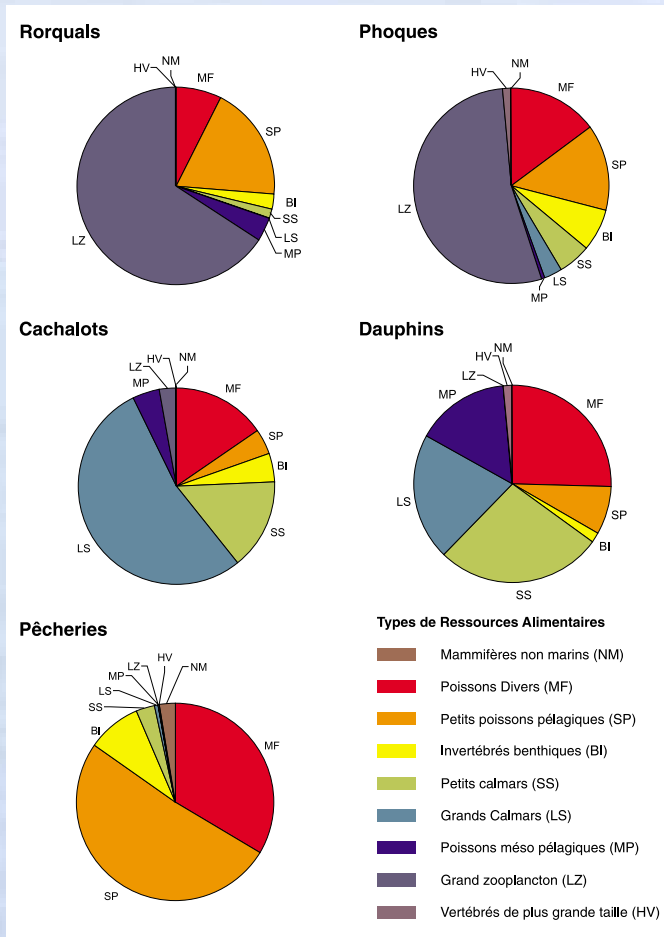 Rorquals
NM
HV
MF
SP
BI
SS
LS
MP
LZ
Phoques
NM
HV
MF
SP
BI
SS
LS
MP
LZ
Cachalots
NM
HV
LZ
MP
MF
SP
BI
SS
LS
Dauphins
NM
HV
LZ
MP
MF
SP
BI
SS
LS
Pêcheries
HV
LZ
NM
MP
LS
SS
BI
MF
SP
Types de Ressources Alimentaires
Mammifères non marins (NM)
Poissons Divers (MF)
Petits poissons pélagiques (SP)
Invertébrés benthiques (BI)
Petits calmars (SS)
Grands Calmars (LS)
Poissons méso pélagiques (MP)
Grand zooplancton (LZ)
Vertébrés de plus grande taille (HV)